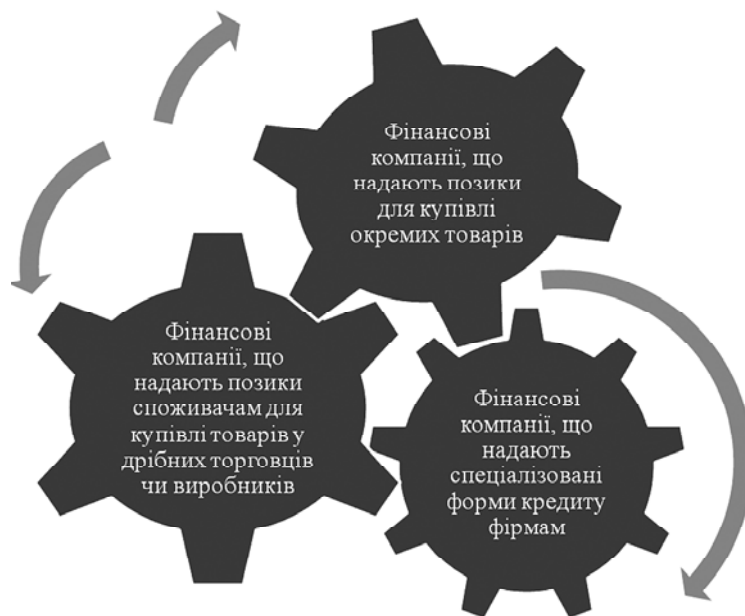 Фінансові
компанії, що
надають позики
для купівлі
окремих товарів
Фінансові
компанії, що
надають позики
споживачам для
купівлі товарів у
дрібних торговців
чи виробників
Фінансові
компанії, що
надають
спеціалізовані
форми кредиту
фірмам